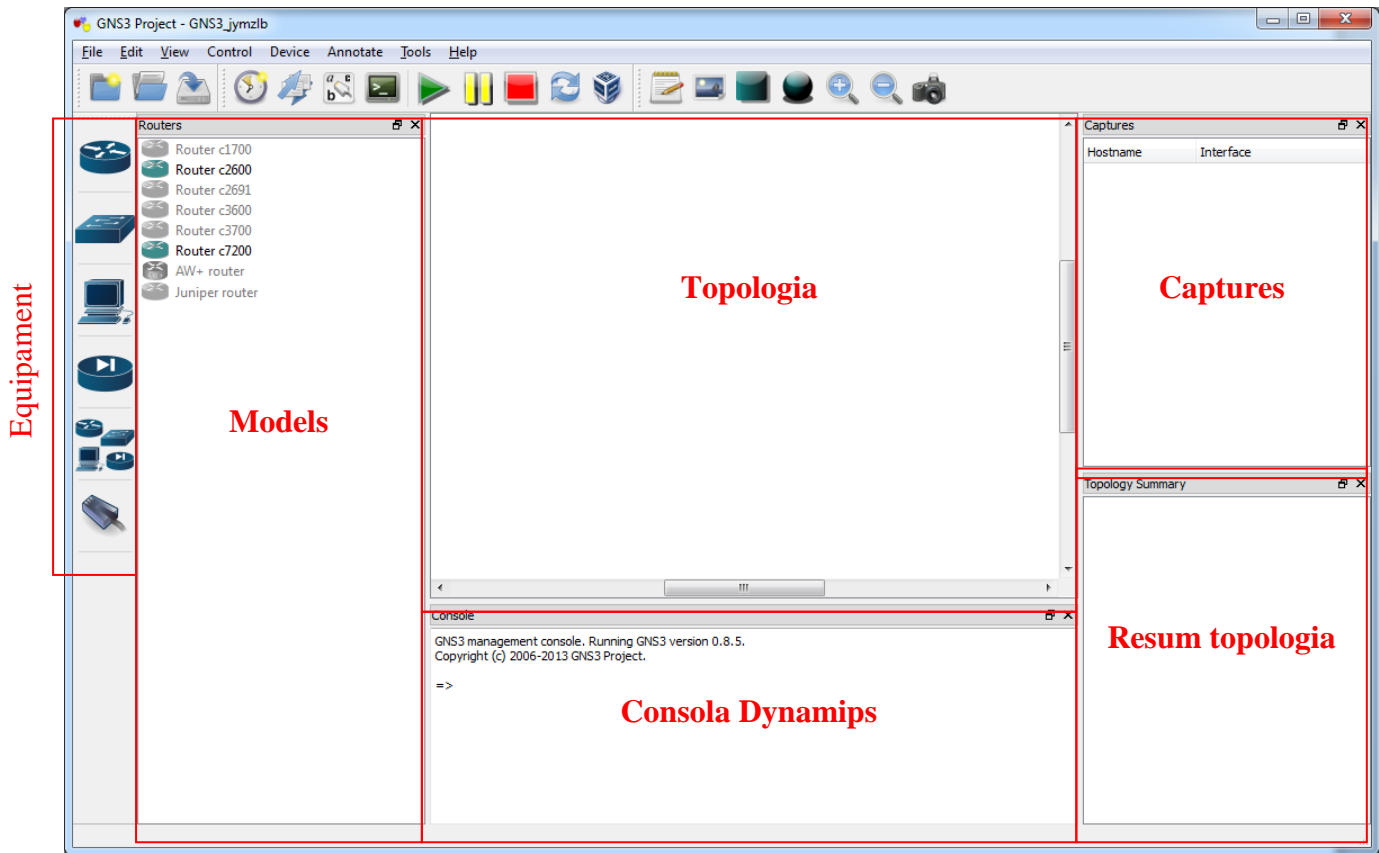 GNS3 Project - GNS3_jymzlb
File Edit View Control Device Annotate Tools Help
Equipament
Routers
Router c1700
Router c2600
Router c2691
Router c3600
Router c3700
Router c7200
AW+ router
Juniper router
Models
Topologia
Captures
Hostname Interface
Captures
Topology Summary
Resum topologia
Console
GNS3 management console. Running GNS3 version 0.8.5.
Copyright (c) 2006-2013 GNS3 Project.
=>
Consola Dynamips